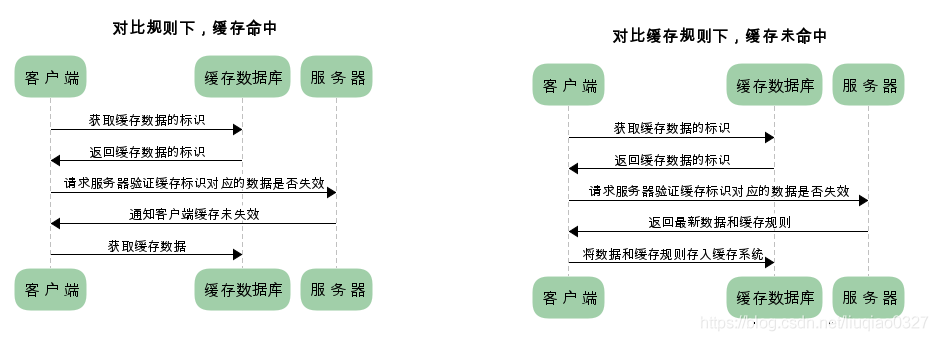 对比规则下，缓存命中
客户端
缓存数据库
服务器
获取缓存数据的标识
返回缓存数据的标识
请求服务器验证缓存标识对应的数据是否失效
通知客户端缓存未失效
获取缓存数据
客户端
缓存数据库
服务器
对比缓存规则下，缓存未命中
客户端
缓存数据库
服务器
获取缓存数据的标识
返回缓存数据的标识
请求服务器验证缓存标识对应的数据是否失效
返回最新数据和缓存规则
将数据和缓存规则存入缓存系统
客户端
缓存数据库
服务器
https://blog.csdn.net/liuqiao0327